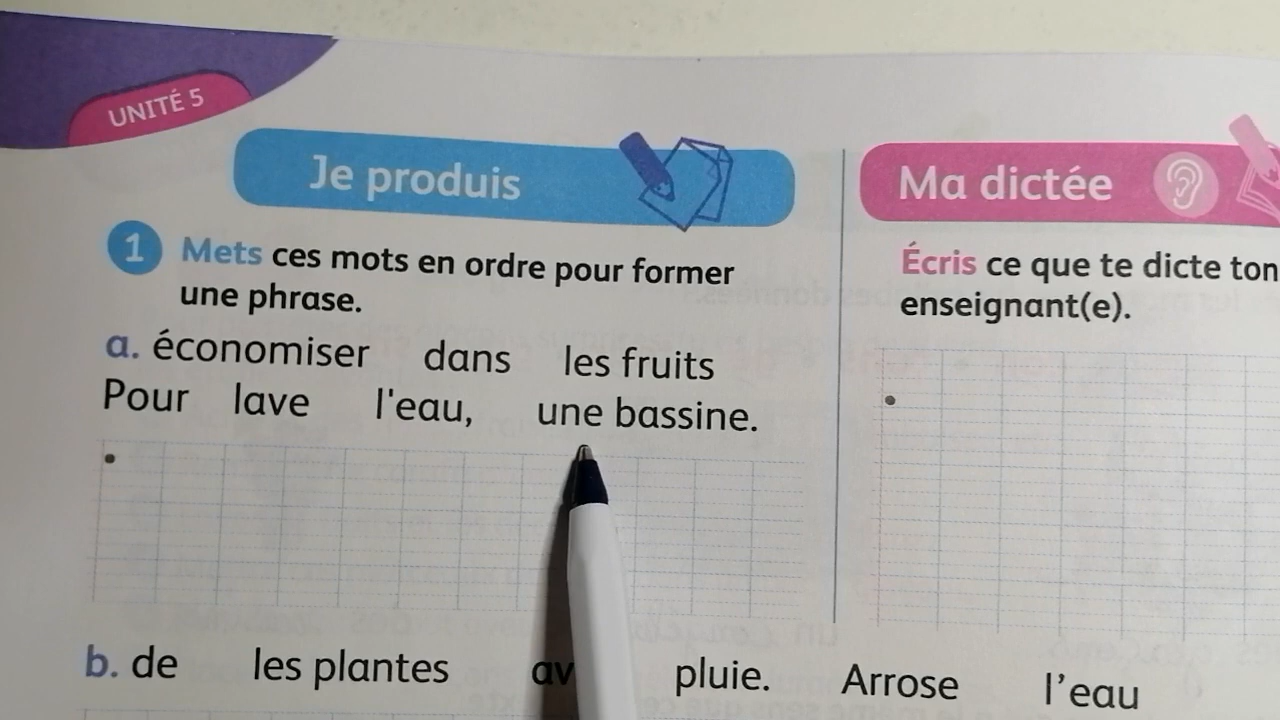 UNITÉ 5
Je produis
1 Mets ces mots en ordre pour former
une phrase.
a. économiser dans les fruits
Pour lave l'eau, une bassine.
b. de les plantes av pluie. Arrose l'eau
Ma dictée
Écris ce que te dicte ton
enseignant(e).